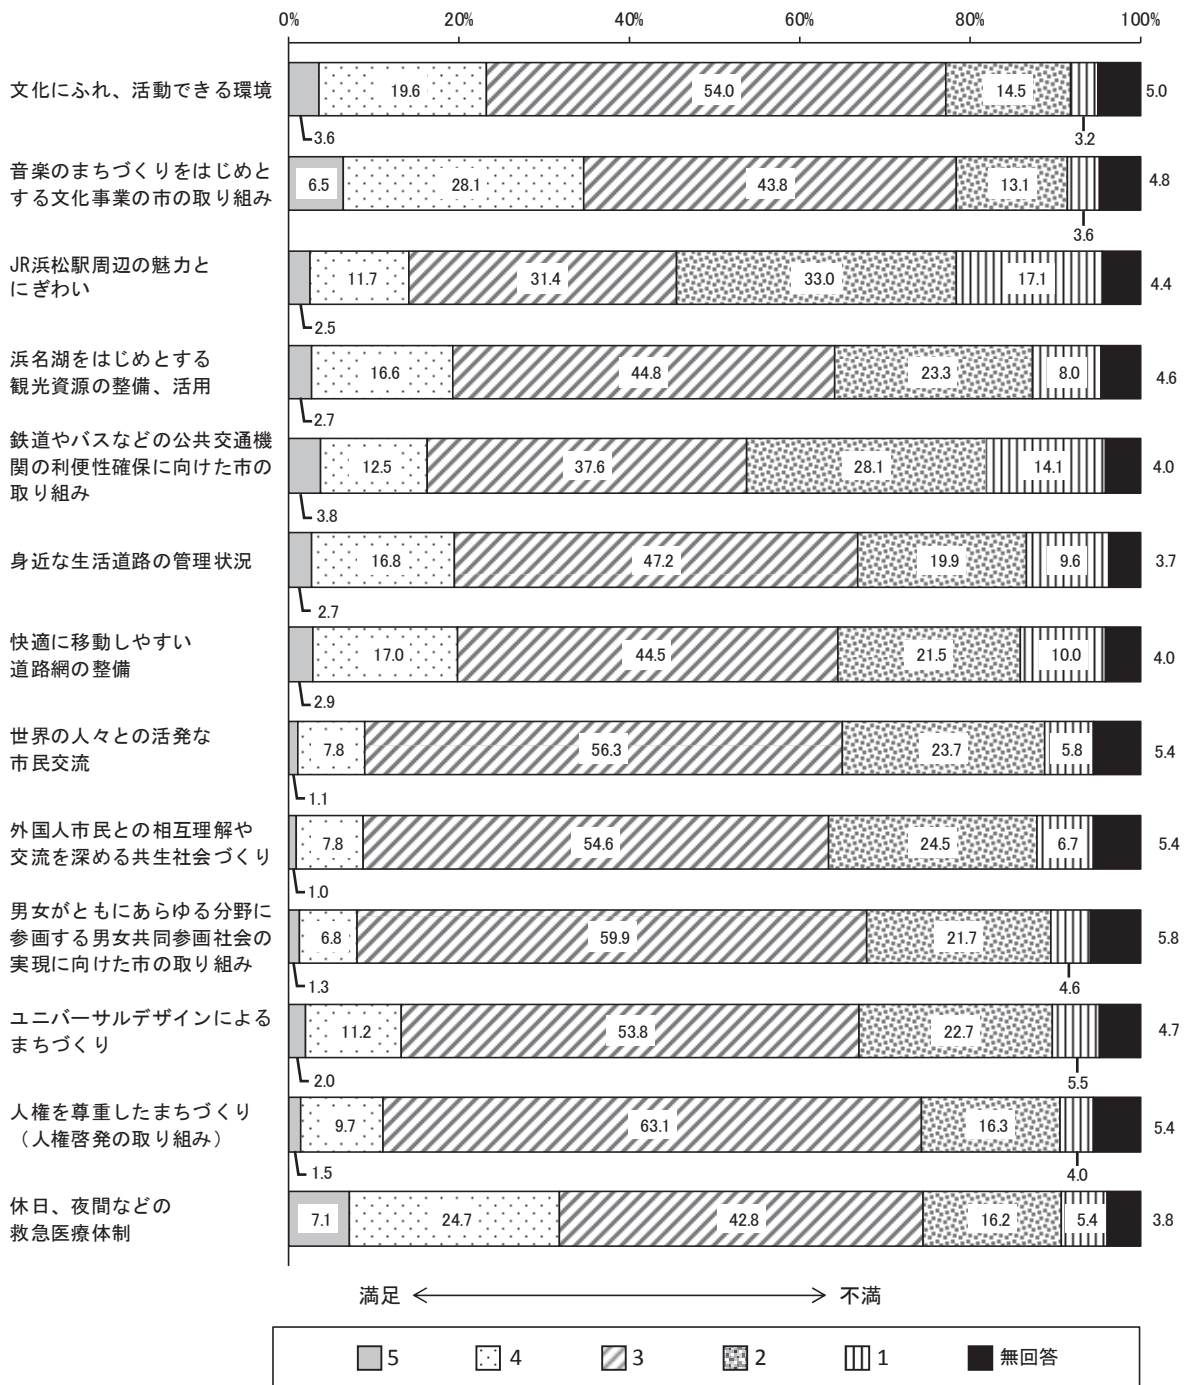 0% 20% 40% 60% 80% 100%
文化にふれ、活動できる環境
19.6 54.0 14.5 5.0
3.6 3.2
音楽のまちづくりをはじめと
する文化事業の市の取り組み
6.5 28.1 43.8 13.1 4.8
3.6
JR浜松駅周辺の魅力と
にぎわい
11.7 31.4 33.0 17.1 4.4
2.5
浜名湖をはじめとする
観光資源の整備、活用
16.6 44.8 23.3 8.0 4.6
2.7
鉄道やバスなどの公共交通機
関の利便性確保に向けた市の
取り組み
12.5 37.6 28.1 14.1 4.0
3.8
身近な生活道路の管理状況
16.8 47.2 19.9 9.6 3.7
2.7
快適に移動しやすい
道路網の整備
17.0 44.5 21.5 10.0 4.0
2.9
世界の人々との活発な
市民交流
7.8 56.3 23.7 5.8 5.4
1.1
外国人市民との相互理解や
交流を深める共生社会づくり
7.8 54.6 24.5 6.7 5.4
1.0
男女がともにあらゆる分野に
参画する男女共同参画社会の
実現に向けた市の取り組み
6.8 59.9 21.7 5.8
1.3 4.6
ユニバーサルデザインによる
まちづくり
11.2 53.8 22.7 4.7
2.0 5.5
人権を尊重したまちづくり
（人権啓発の取り組み）
9.7 63.1 16.3 5.4
1.5 4.0
休日、夜間などの
救急医療体制
7.1 24.7 42.8 16.2 5.4 3.8
満足 不満
5 4 3 2 1 無回答